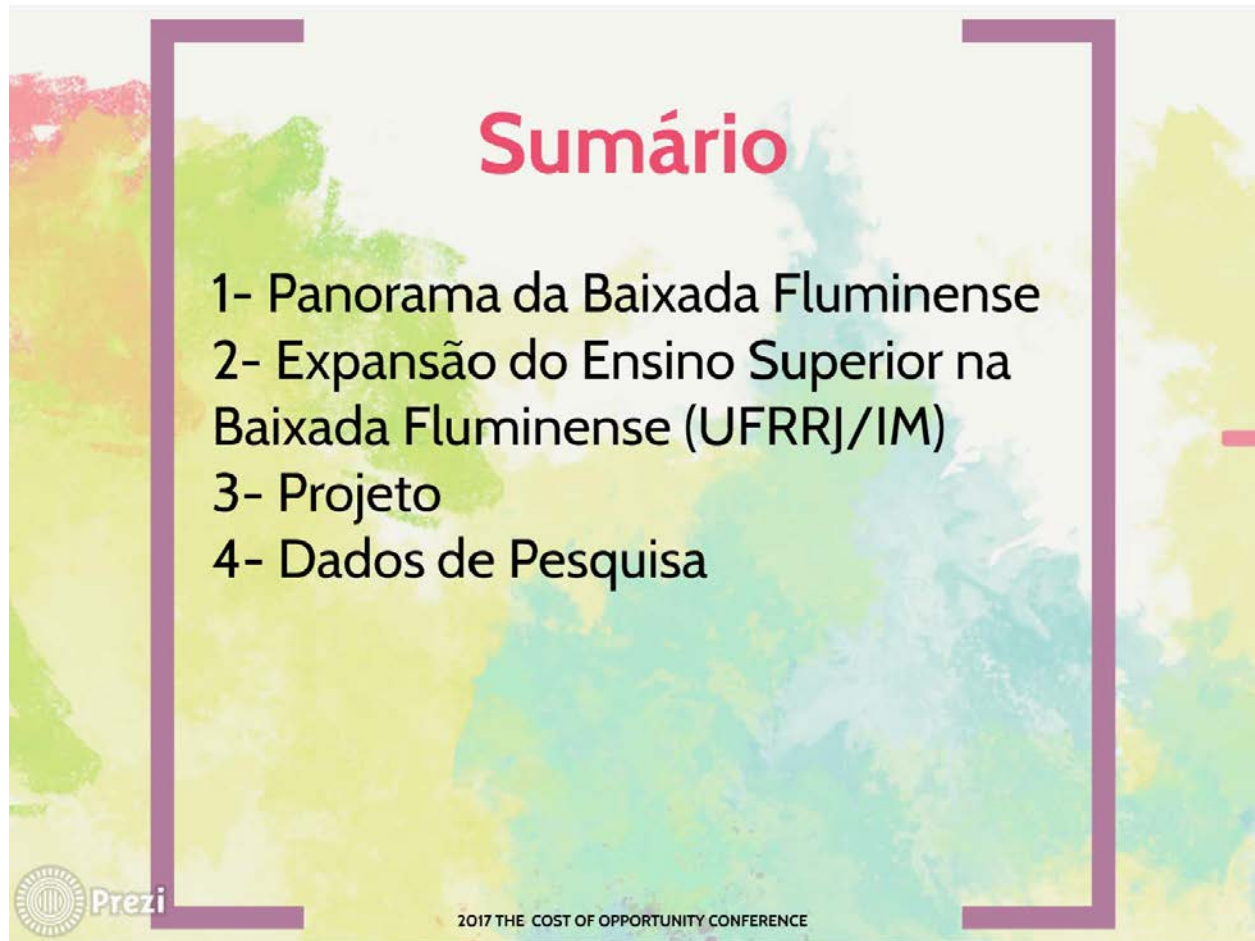 Sumário
1- Panorama da Baixada Fluminense
2- Expansão do Ensino Superior na
Baixada Fluminense (UFRRJ/IM)
3- Projeto
4- Dados de Pesquisa
Prezi
2017 THE COST OF OPPORTUNITY CONFERENCE